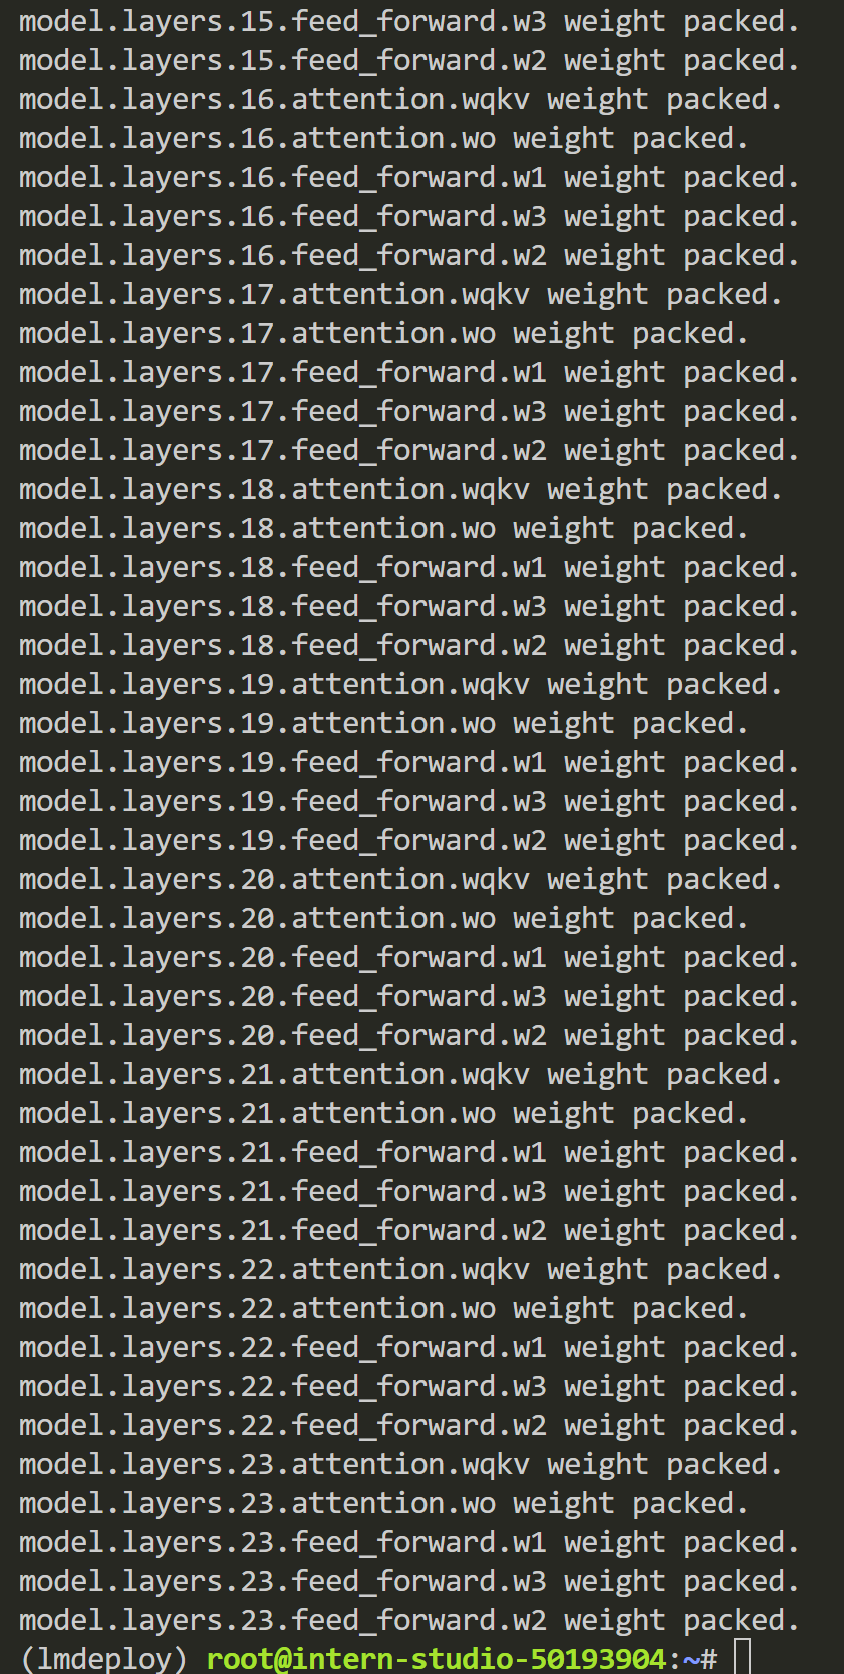 model.layers.15.feed_forward.w3 weight packed.
model.layers.15.feed_forward.w2 weight packed.
model.layers.16.attention.wqkv weight packed.
model.layers.16.attention.wo weight packed.
model.layers.16.feed_forward.w1 weight packed.
model.layers.16.feed_forward.w3 weight packed.
model.layers.16.feed_forward.w2 weight packed.
model.layers.17.attention.wqkv weight packed.
model.layers.17.attention.wo weight packed.
model.layers.17.feed_forward.w1 weight packed.
model.layers.17.feed_forward.w3 weight packed.
model.layers.17.feed_forward.w2 weight packed.
model.layers.18.attention.wqkv weight packed.
model.layers.18.attention.wo weight packed.
model.layers.18.feed_forward.w1 weight packed.
model.layers.18.feed_forward.w3 weight packed.
model.layers.18.feed_forward.w2 weight packed.
model.layers.19.attention.wqkv weight packed.
model.layers.19.attention.wo weight packed.
model.layers.19.feed_forward.w1 weight packed.
model.layers.19.feed_forward.w3 weight packed.
model.layers.19.feed_forward.w2 weight packed.
model.layers.20.attention.wqkv weight packed.
model.layers.20.attention.wo weight packed.
model.layers.20.feed_forward.w1 weight packed.
model.layers.20.feed_forward.w3 weight packed.
model.layers.20.feed_forward.w2 weight packed.
model.layers.21.attention.wqkv weight packed.
model.layers.21.attention.wo weight packed.
model.layers.21.feed_forward.w1 weight packed.
model.layers.21.feed_forward.w3 weight packed.
model.layers.21.feed_forward.w2 weight packed.
model.layers.22.attention.wqkv weight packed.
model.layers.22.attention.wo weight packed.
model.layers.22.feed_forward.w1 weight packed.
model.layers.22.feed_forward.w3 weight packed.
model.layers.22.feed_forward.w2 weight packed.
model.layers.23.attention.wqkv weight packed.
model.layers.23.attention.wo weight packed.
model.layers.23.feed_forward.w1 weight packed.
model.layers.23.feed_forward.w3 weight packed.
model.layers.23.feed_forward.w2 weight packed.
(lmdeploy) root@intern-studio-50193904:~#